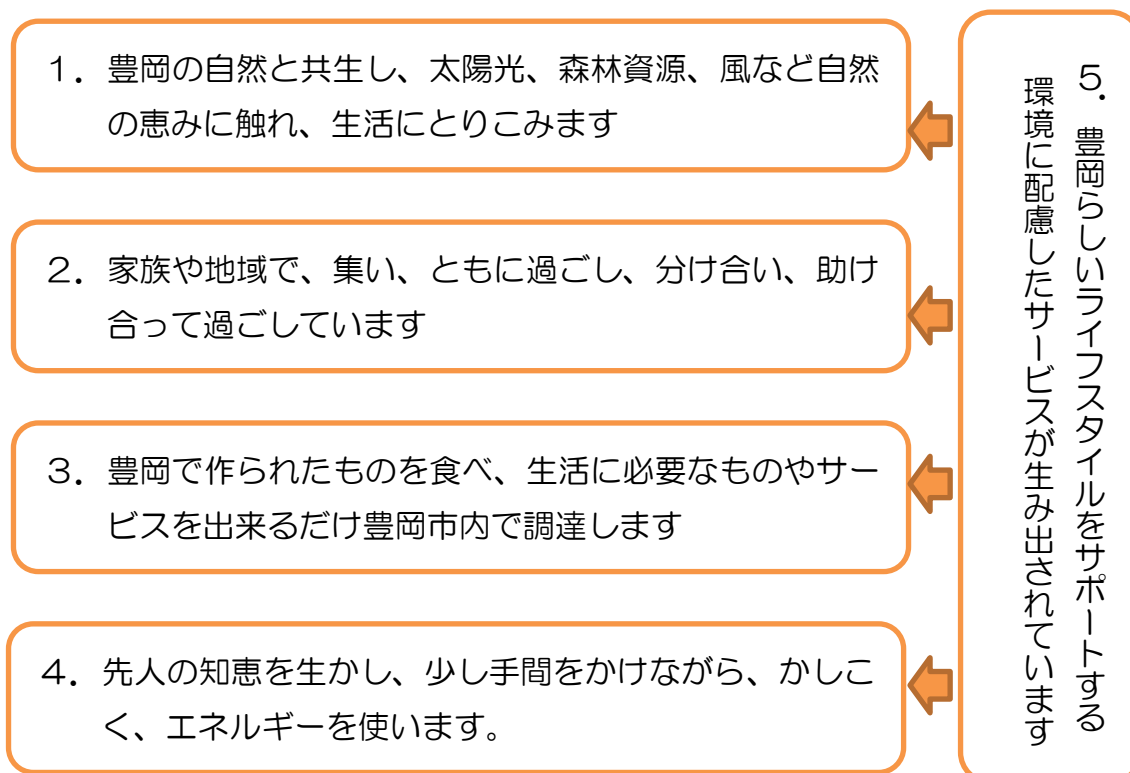 １．豊岡の自然と共生し、太陽光、森林資源、風など自然
の恵みに触れ、生活にとりこみます
２．家族や地域で、集い、ともに過ごし、分け合い、助け
合って過ごしています
３．豊岡で作られたものを食べ、生活に必要なものやサー
ビスを出来るだけ豊岡市内で調達します
４．先人の知恵を生かし、少し手間をかけながら、かしこ
く、エネルギーを使います。
５．豊岡らしいライフスタイルをサポートする
環境に配慮したサービスが生み出されています